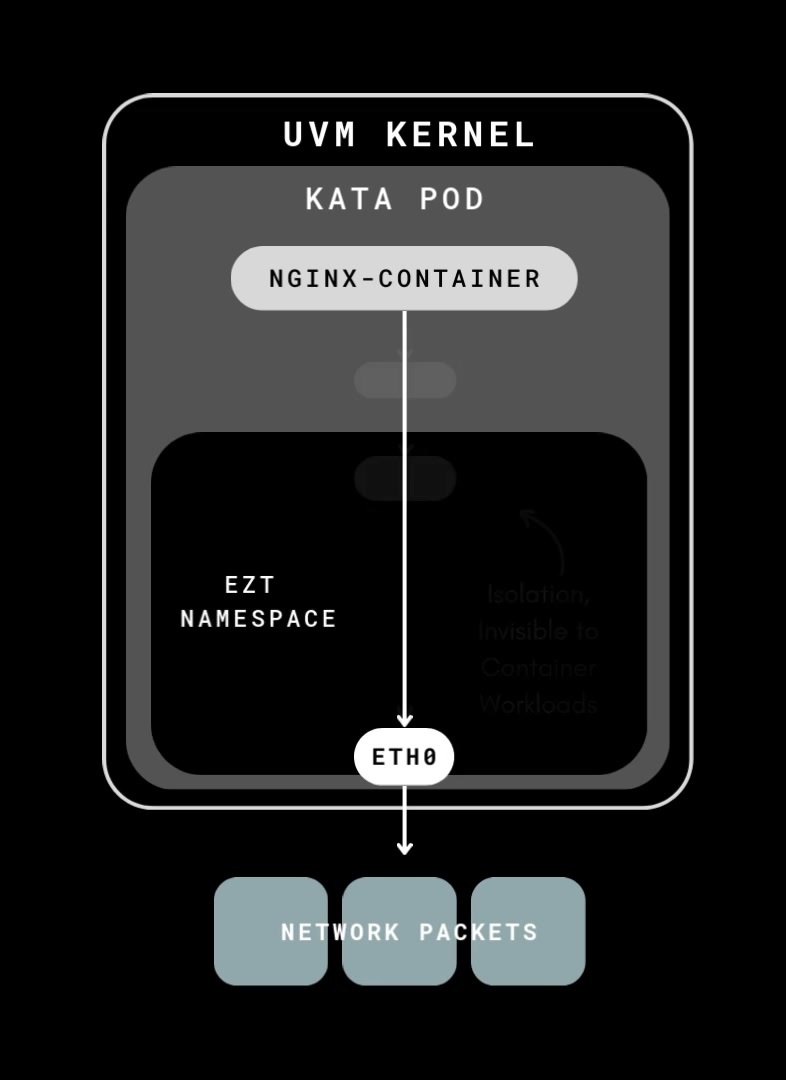 UVM KERNEL
KATA POD
NGINX-CONTAINER
EZT
NAMESPACE
Isolation,
Invisible to
Container
Workloads
ETH0
NETWORK PACKETS